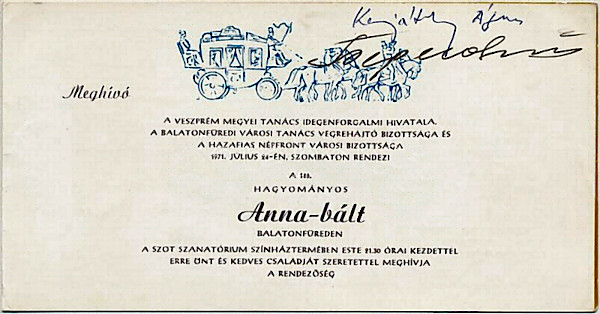 Meghívó
A VESZPRÉM MEGYEI TANÁCS IDEGENFORGALMI HIVATALA,
A BALATONFÜREDI VÁROSI TANÁCS VÉGREHAJTÓ BIZOTTSÁGA ÉS
A HAZAFIAS NÉPFRONT VÁROSI BIZOTTSÁGA
1971. JÚLIUS 24-ÉN, SZOMBATON RENDEZI
A
HAGYOMÁNYOS
Anna-bált
BALATONFÜREDEN
A SZOT SZANATÓRIUM SZÍNHÁZTERMÉBEN ESTE 21.30 ÓRAI KEZDETTEL
ERRE ÖNT ÉS KEDVES CSALÁDJÁT SZERETETTEL MEGHÍVJA
A RENDEZŐSÉG